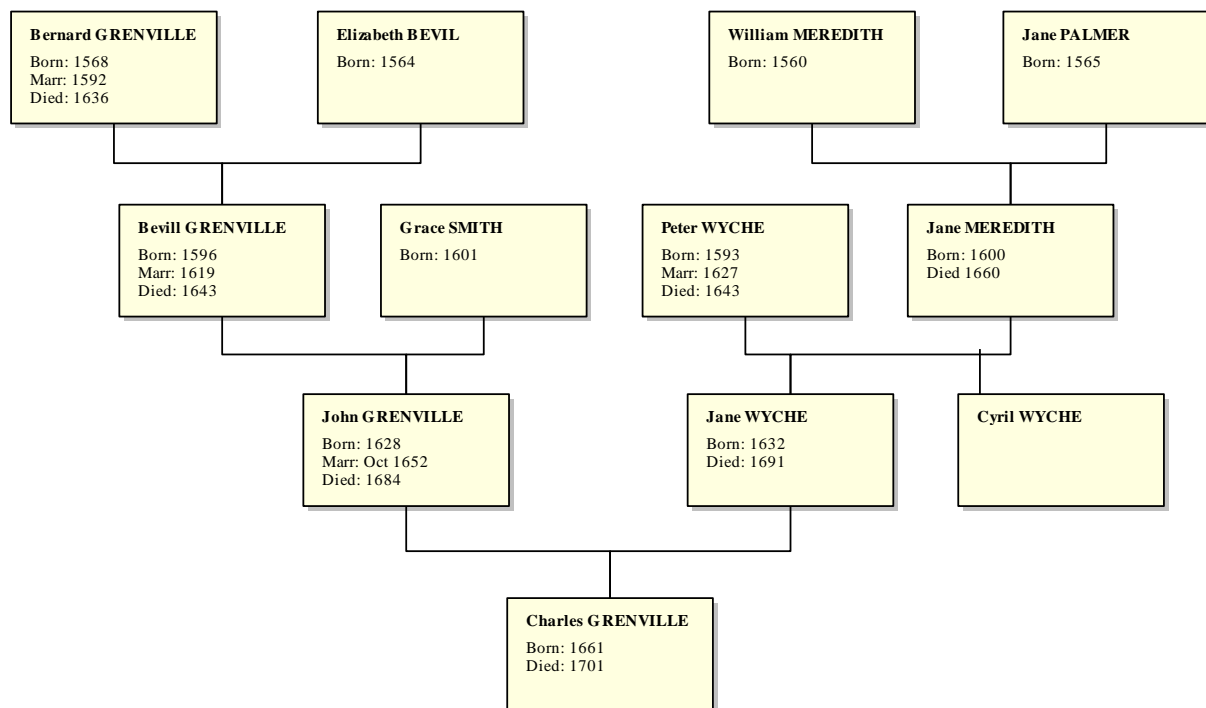 Bernard GRENVILLE
Born: 1568
Marr: 1592
Died: 1636
Elizabeth BEVIL
Born: 1564
William MEREDITH
Born: 1560
Jane PALMER
Born: 1565
Bevill GRENVILLE
Born: 1596
Marr: 1619
Died: 1643
Grace SMITH
Born: 1601
Peter WYCHE
Born: 1593
Marr: 1627
Died: 1643
Jane MEREDITH
Born: 1600
Died 1660
John GRENVILLE
Born: 1628
Marr: Oct 1652
Died: 1684
Jane WYCHE
Born: 1632
Died: 1691
Cyril WYCHE
Charles GRENVILLE
Born: 1661
Died: 1701